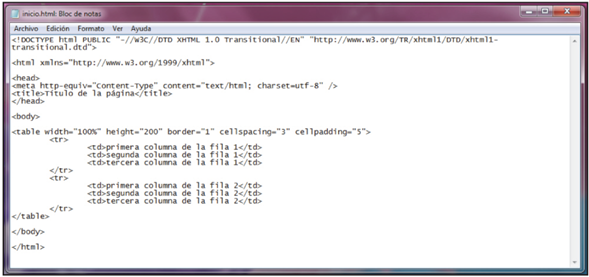 inicio.html: Bloc de notas
Archivo Edición Formato Ver Ayuda
<!DOCTYPE html PUBLIC "-//W3C//DTD XHTML 1.0 Transitional//EN" "http://www.w3.org/TR/xhtml1/DTD/xhtml1-
transitional.dtd">
<html xmlns="http://www.w3.org/1999/xhtml">
<head>
<meta http-equiv="Content-Type" content="text/html; charset=utf-8" />
<title>Título de la página</title>
</head>
<body>
<table width="100%" height="200" border="1" cellspacing="3" cellpadding="5">
<tr>
<td>primera columna de la fila 1</td>
<td>segunda columna de la fila 1</td>
<td>tercera columna de la fila 1</td>
</tr>
<tr>
<td>primera columna de la fila 2</td>
<td>segunda columna de la fila 2</td>
<td>tercera columna de la fila 2</td>
</tr>
</table>
</body>
</html>